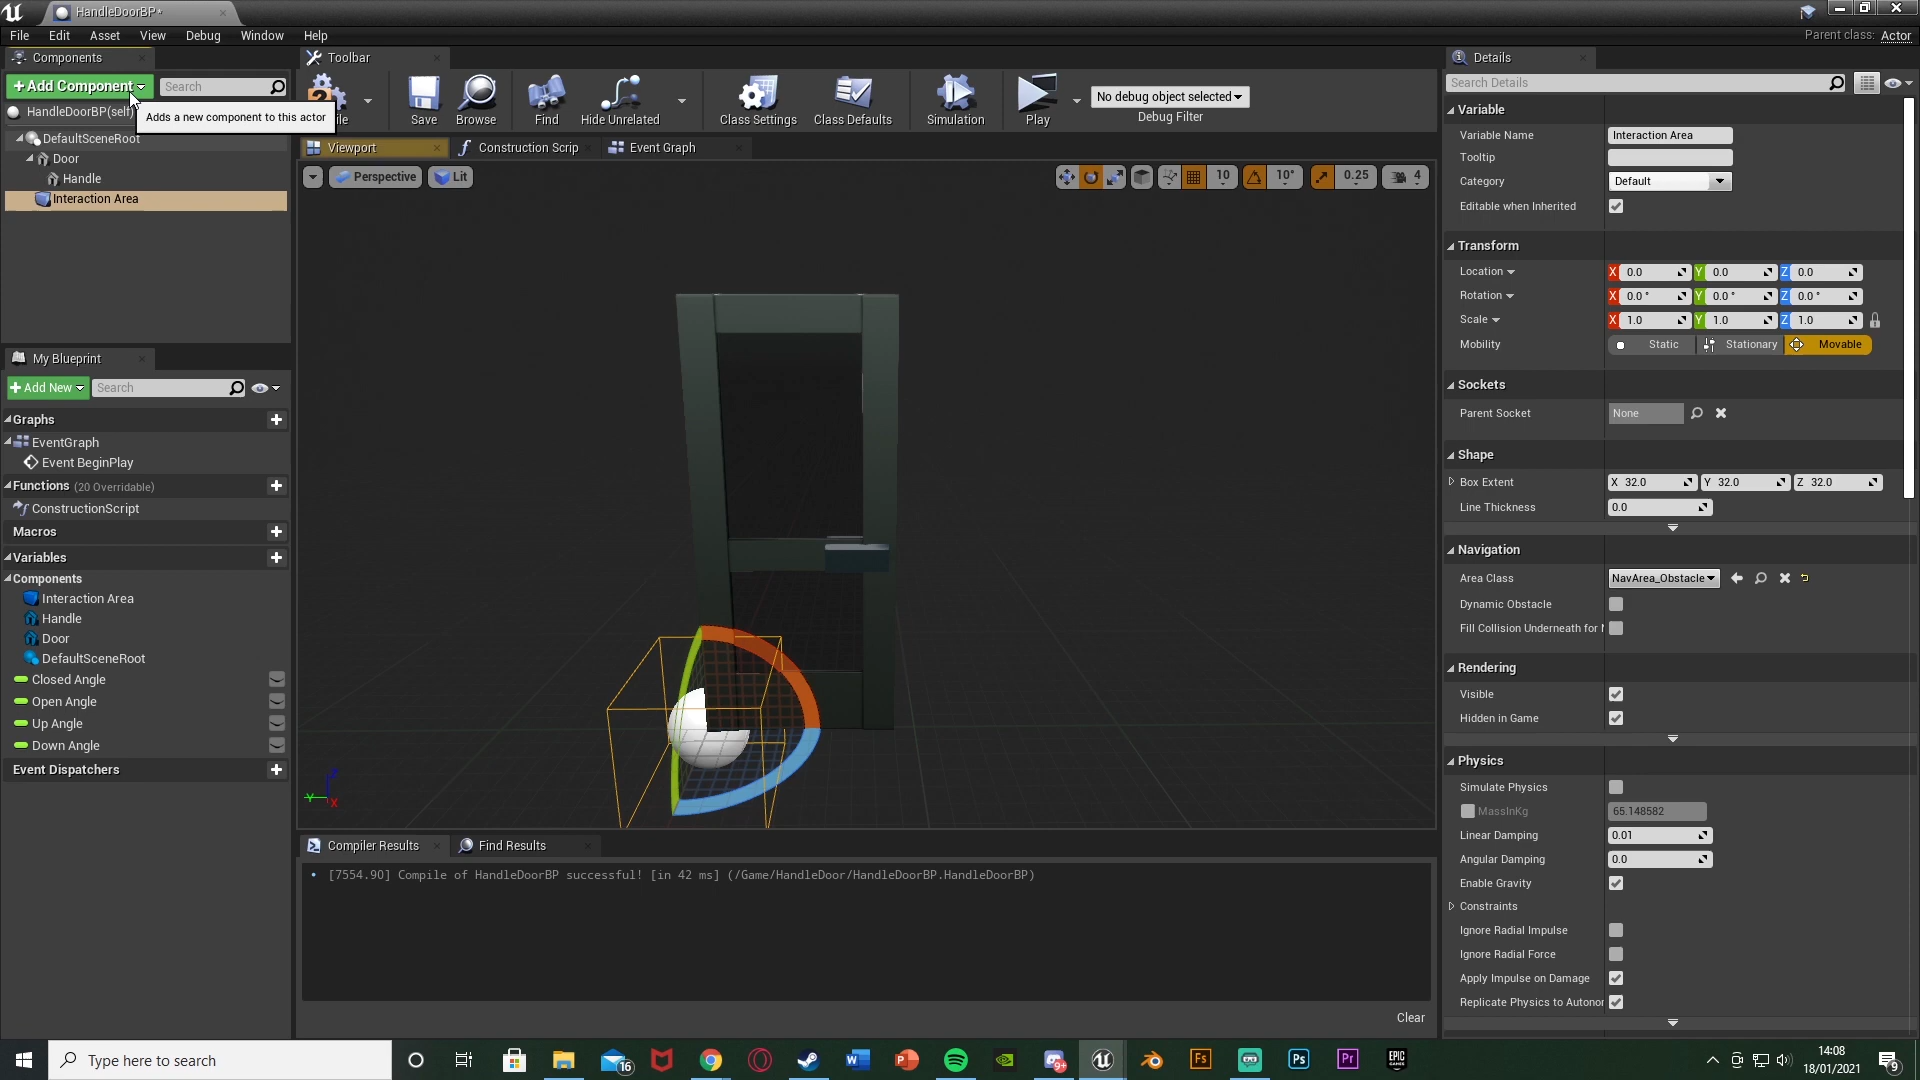 HandleDoorBP*
File Edit Asset View Debug Window Help
Parent class: Actor
Components
Toolbar
Details
+ Add Component
Search
HandleDoorBP(self)
Adds a new component to this actor
DefaultSceneRoot
Door
Handle
Interaction Area
Save
Browse
Find
Hide Unrelated
Class Settings
Class Defaults
Simulation
Play
No debug object selected
Debug Filter
Viewport
Construction Scrip
Event Graph
Perspective
Lit
10
10°
0.25
4
My Blueprint
+ Add New
Search
Graphs
EventGraph
Event BeginPlay
Functions (20 Overridable)
ConstructionScript
Macros
Variables
Components
Interaction Area
Handle
Door
DefaultSceneRoot
Closed Angle
Open Angle
Up Angle
Down Angle
Event Dispatchers
Y
X
Compiler Results
Find Results
[7554.90] Compile of HandleDoorBP successful! [in 42 ms] (/Game/HandleDoor/HandleDoorBP.HandleDoorBP)
Clear
Search Details
Variable
Variable Name Interaction Area
Tooltip
Category Default
Editable when Inherited
Transform
Location X 0.0 Y 0.0 Z 0.0
Rotation X 0.0 ° Y 0.0 ° Z 0.0 °
Scale X 1.0 Y 1.0 Z 1.0
Mobility Static Stationary Movable
Sockets
Parent Socket None
Shape
Box Extent X 32.0 Y 32.0 Z 32.0
Line Thickness 0.0
Navigation
Area Class NavArea_Obstacle
Dynamic Obstacle
Fill Collision Underneath for
Rendering
Visible
Hidden in Game
Physics
Simulate Physics
MassInKg 65.148582
Linear Damping 0.01
Angular Damping 0.0
Enable Gravity
Constraints
Ignore Radial Impulse
Ignore Radial Force
Apply Impulse on Damage
Replicate Physics to Autonor
Type here to search
16
9+
14:08
18/01/2021
9